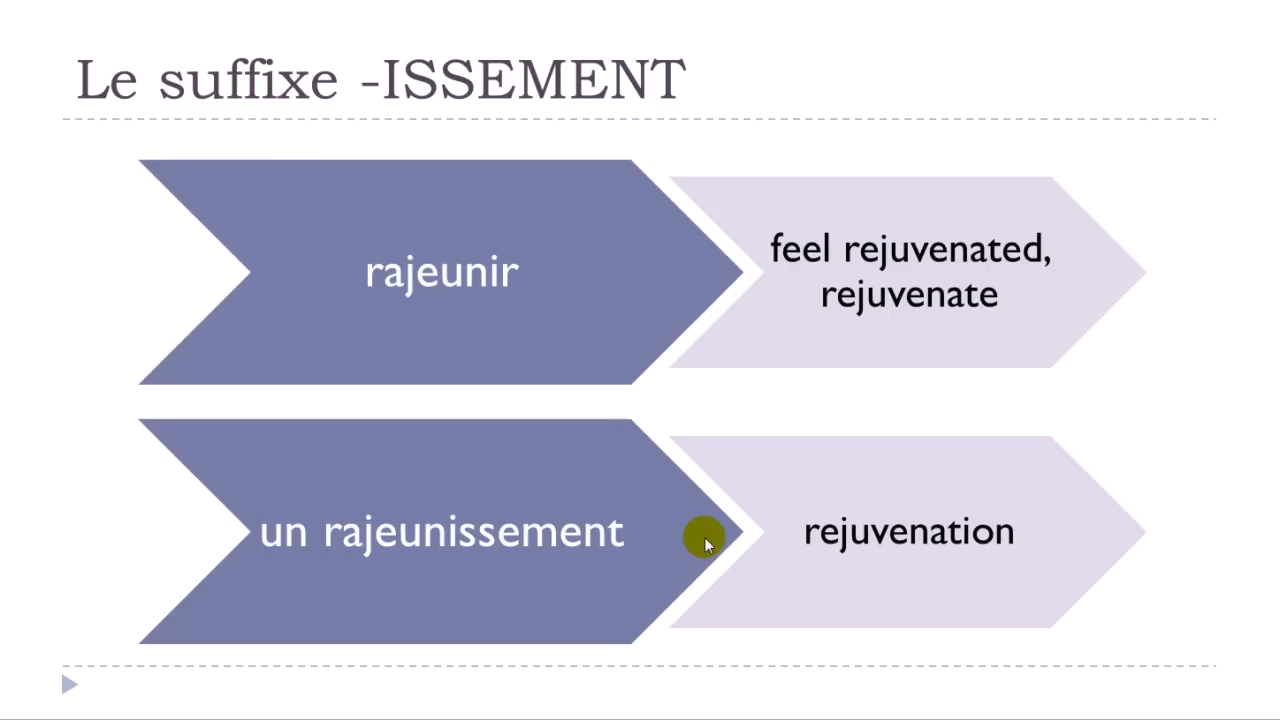 Le suffixe -ISSEMENT
rajeunir
feel rejuvenated,
rejuvenate
un rajeunissement
rejuvenation